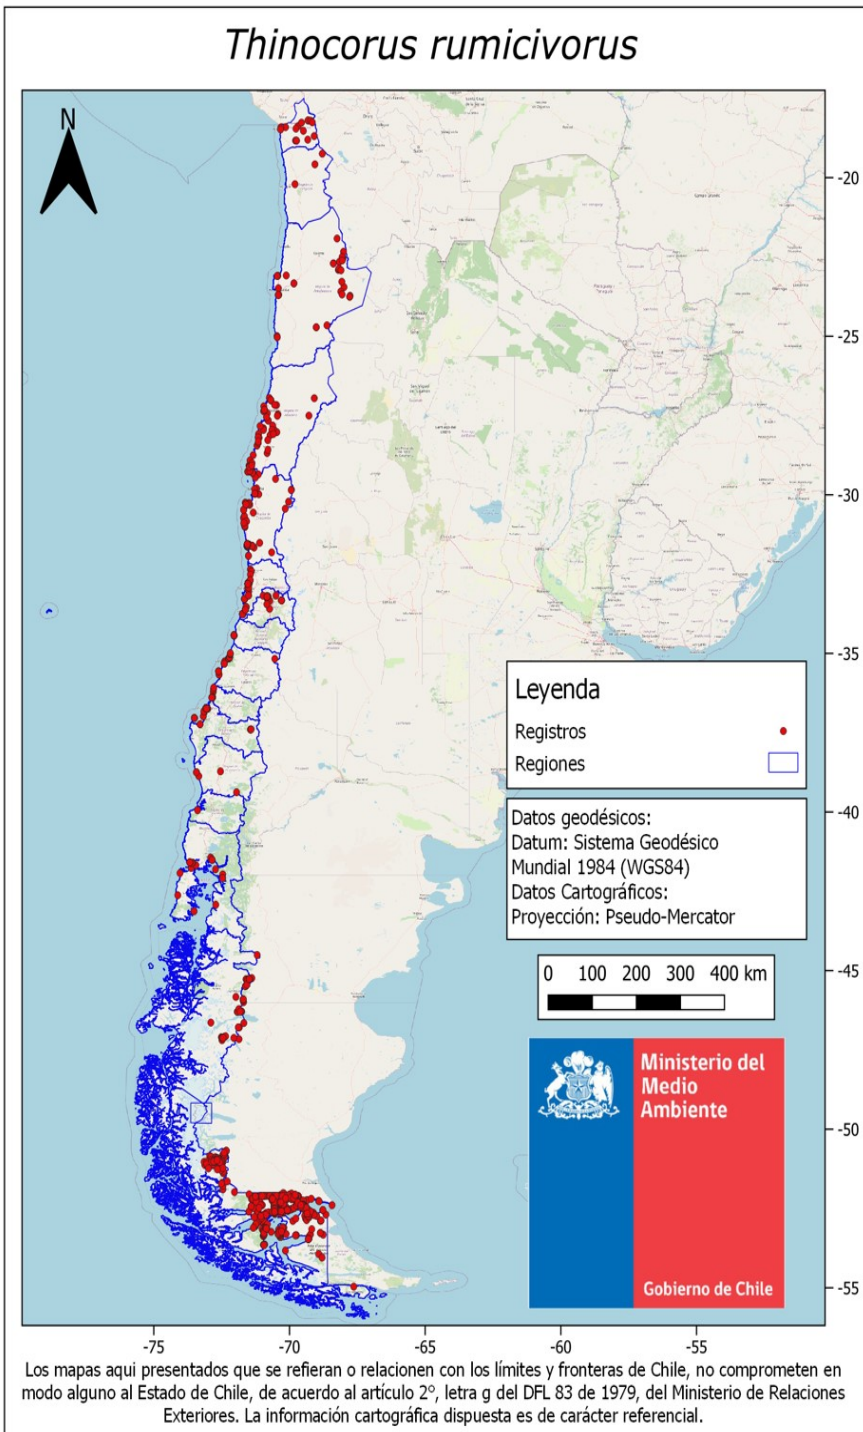 Thinocorus rumicivorus
N
-20
-25
-30
-35
-40
-45
-50
-55
Leyenda
Registros
Regiones
Datos geodésicos:
Datum: Sistema Geodésico
Mundial 1984 (WGS84)
Datos Cartográficos:
Proyección: Pseudo-Mercator
0 100 200 300 400 km
Ministerio del
Medio
Ambiente
Gobierno de Chile
-75 -70 -65 -60 -55
Los mapas aqui presentados que se refieran o relacionen con los límites y fronteras de Chile, no comprometen en
modo alguno al Estado de Chile, de acuerdo al artículo 2º, letra g del DFL 83 de 1979, del Ministerio de Relaciones
Exteriores. La información cartográfica dispuesta es de carácter referencial.